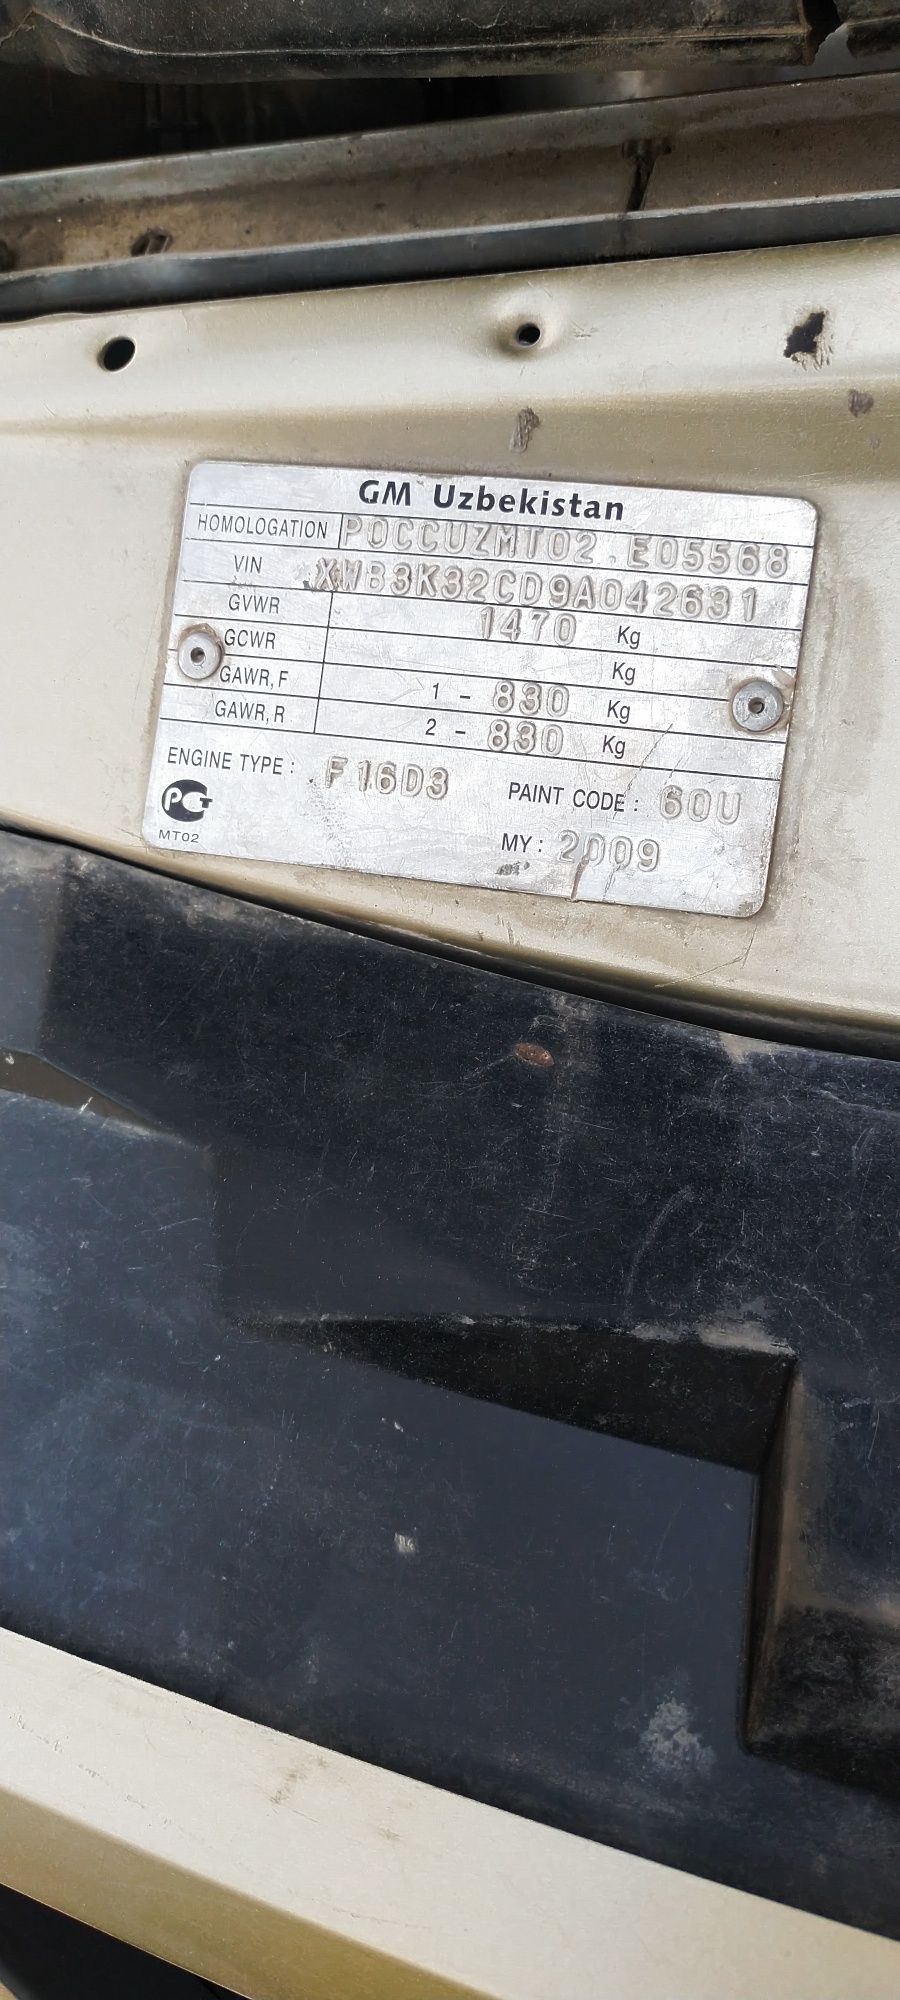 GM Uzbekistan
HOMOLOGATION POCCUZMT02.E05568
VIN XWB3K32CD9A042631
GVWR 1470 Kg
GCWR Kg
GAWR, F 1 - 830 Kg
GAWR, R 2 - 830 Kg
ENGINE TYPE : F16D3 PAINT CODE : 60U
PCT
MT02 MY : 2009